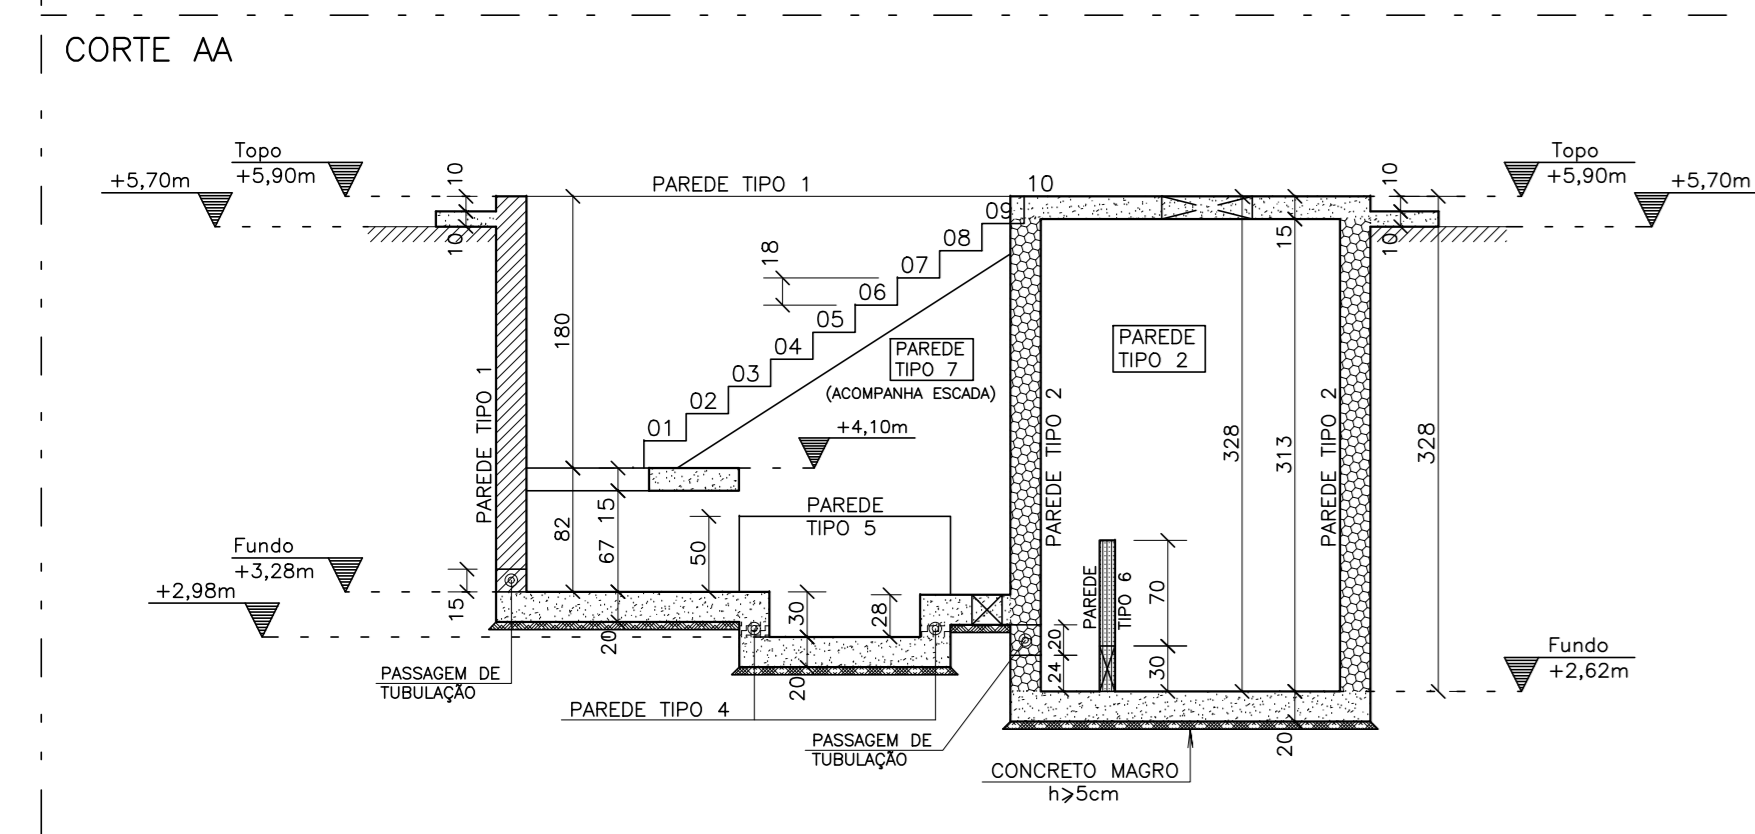 CORTE AA
Topo
+5,90m
+5,70m
10
10
PAREDE TIPO 1
10
Topo
+5,90m
+5,70m
10
10
09
08
07
06
05
04
03
02
01
18
180
15
PAREDE
TIPO 7
(ACOMPANHA ESCADA)
PAREDE
TIPO 2
+4,10m
PAREDE TIPO 1
PAREDE TIPO 2
328
313
PAREDE TIPO 2
328
82
15
67
50
PAREDE
TIPO 5
Fundo
+3,28m
+2,98m
15
20
30
28
20
PAREDE
TIPO 6
70
30
20
24
Fundo
+2,62m
PASSAGEM DE
TUBULAÇÃO
PAREDE TIPO 4
PASSAGEM DE
TUBULAÇÃO
20
CONCRETO MAGRO
h⩾5cm